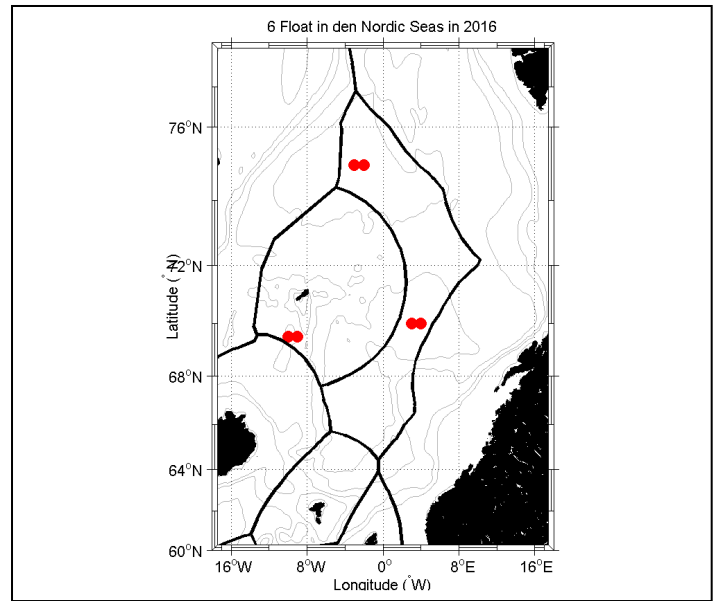 6 Float in den Nordic Seas in 2016
76°N
72°N
68°N
64°N
60°N
Latitude (°N)
16°W 8°W 0° 8°E 16°E
Longitude (°W)